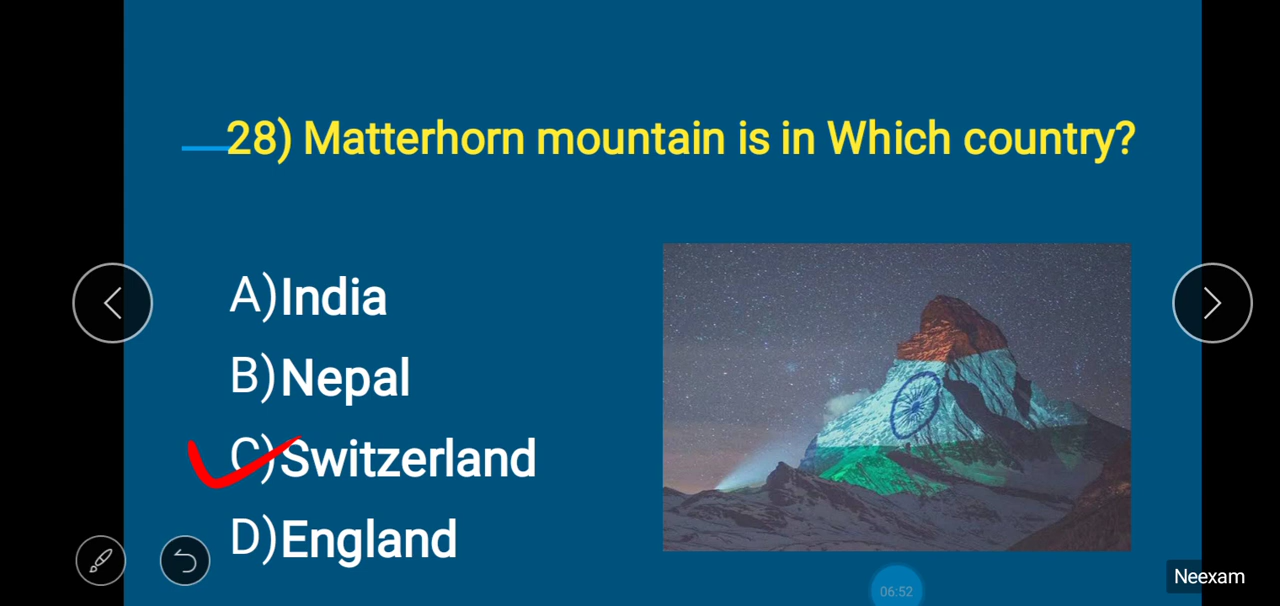 28) Matterhorn mountain is in Which country?
A)India
B)Nepal
C)Switzerland
D)England
06:52
Neexam